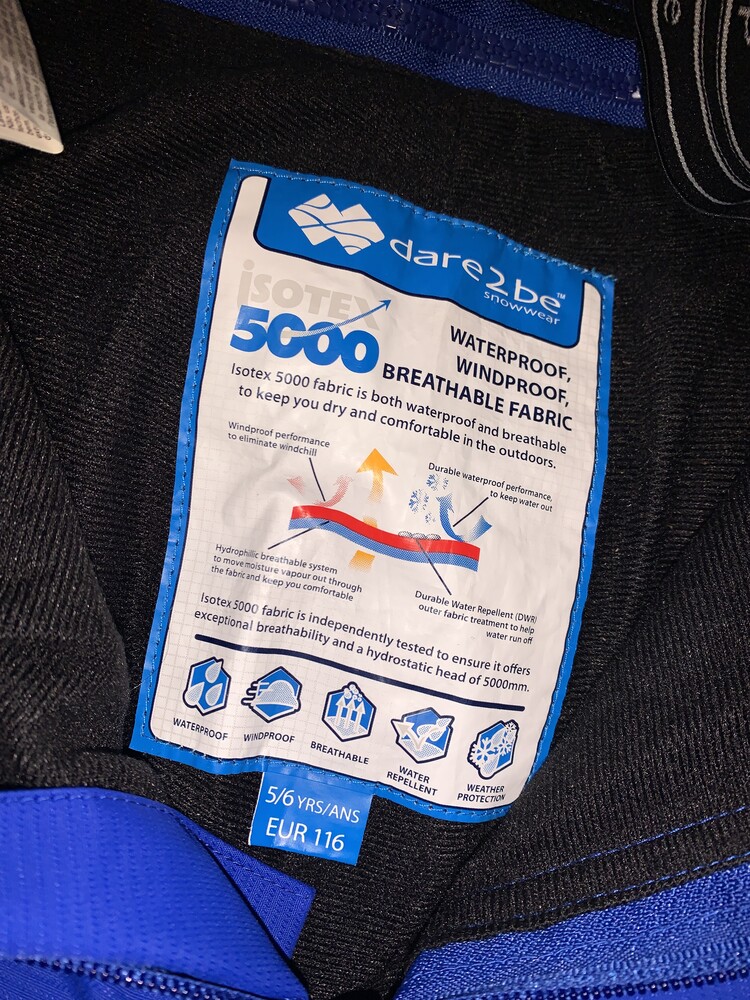 dare2be™
snowwear
isotex
5000
WATERPROOF,
WINDPROOF,
BREATHABLE FABRIC
Isotex 5000 fabric is both waterproof and breathable
to keep you dry and comfortable in the outdoors.
Windproof performance
to eliminate windchill
Durable waterproof performance,
to keep water out
Hydrophilic breathable system
to move moisture vapour out through
the fabric and keep you comfortable
Durable Water Repellent (DWR)
outer fabric treatment to help
water run off
Isotex 5000 fabric is independently tested to ensure it offers
exceptional breathability and a hydrostatic head of 5000mm.
WATERPROOF
WINDPROOF
BREATHABLE
WATER
REPELLENT
WEATHER
PROTECTION
5/6 YRS/ANS
EUR 116